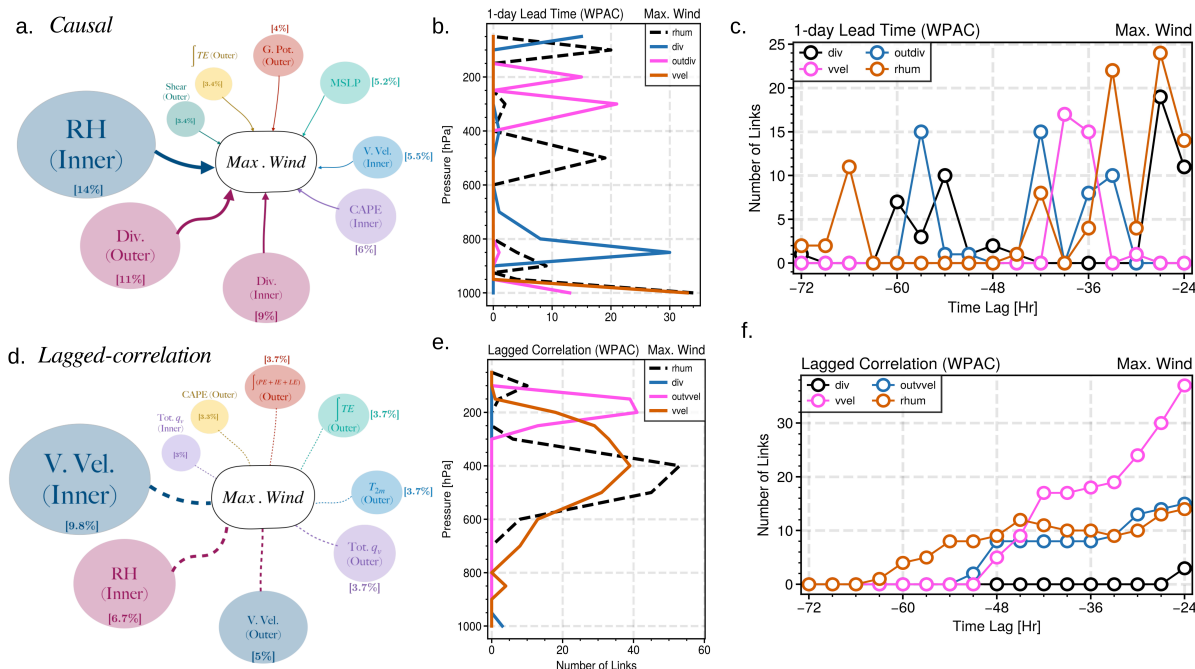 a. Causal
∫ TE (Outer)
[3.4%]
[4%]
G. Pot.
(Outer)
MSLP
[5.2%]
Shear
(Outer)
[3.4%]
RH
(Inner)
[14%]
Max. Wind
V. Vel.
(Inner)
[5.5%]
CAPE
(Inner)
[6%]
Div.
(Outer)
[11%]
Div.
(Inner)
[9%]
b.
1-day Lead Time (WPAC) Max. Wind
rhum
div
outdiv
vvel
Pressure [hPa]
200
400
600
800
1000
0 10 20 30
c.
1-day Lead Time (WPAC) Max. Wind
div outdiv
vvel rhum
Number of Links
25
20
15
10
5
0
−72 −60 −48 −36 −24
Time Lag [Hr]
d. Lagged-correlation
[3.7%]
∫(PE + IE + LE)
(Outer)
CAPE (Outer)
[3.3%]
∫ TE
(Outer)
[3.7%]
Tot. qv
(Inner)
[3%]
V. Vel.
(Inner)
[9.8%]
Max. Wind
T2m
(Outer)
[3.7%]
Tot. qv
(Outer)
[3.7%]
RH
(Inner)
[6.7%]
V. Vel.
(Outer)
[5%]
e.
Lagged Correlation (WPAC) Max. Wind
rhum
div
outvvel
vvel
Pressure [hPa]
200
400
600
800
1000
0 20 40 60
Number of Links
f.
Lagged Correlation (WPAC) Max. Wind
div outvvel
vvel rhum
Number of Links
30
20
10
0
−72 −60 −48 −36 −24
Time Lag [Hr]